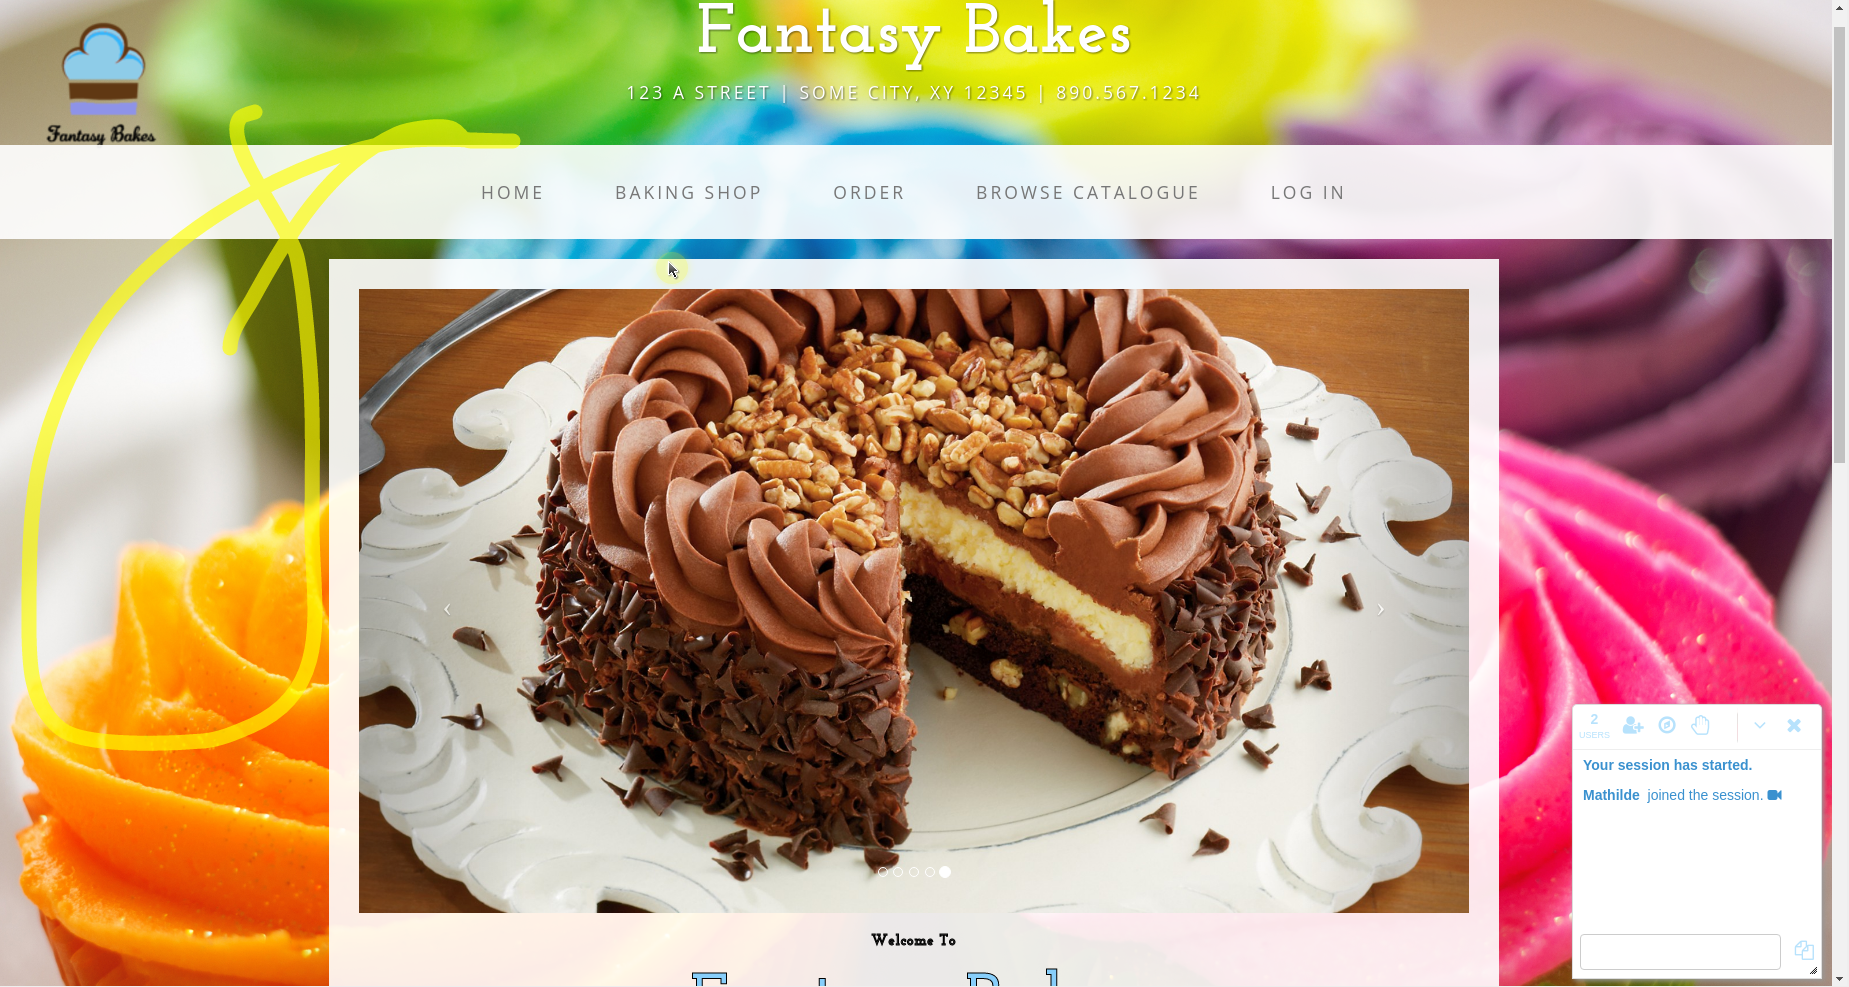 Fantasy Bakes
123 A STREET | SOME CITY, XY 12345 | 890.567.1234
Fantasy Bakes
HOME BAKING SHOP ORDER BROWSE CATALOGUE LOG IN
2
USERS
Your session has started.
Mathilde joined the session.
Welcome To